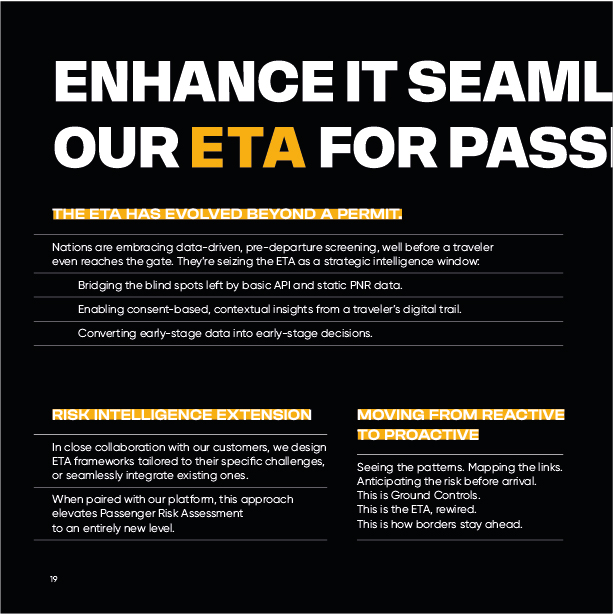 ENHANCE IT SEAML
OUR ETA FOR PASS
THE ETA HAS EVOLVED BEYOND A PERMIT.
Nations are embracing data-driven, pre-departure screening, well before a traveler
even reaches the gate. They're seizing the ETA as a strategic intelligence window:
Bridging the blind spots left by basic API and static PNR data.
Enabling consent-based, contextual insights from a traveler's digital trail.
Converting early-stage data into early-stage decisions.
RISK INTELLIGENCE EXTENSION
In close collaboration with our customers, we design
ETA frameworks tailored to their specific challenges,
or seamlessly integrate existing ones.
When paired with our platform, this approach
elevates Passenger Risk Assessment
to an entirely new level.
MOVING FROM REACTIVE
TO PROACTIVE
Seeing the patterns. Mapping the links.
Anticipating the risk before arrival.
This is Ground Controls.
This is the ETA, rewired.
This is how borders stay ahead.
19